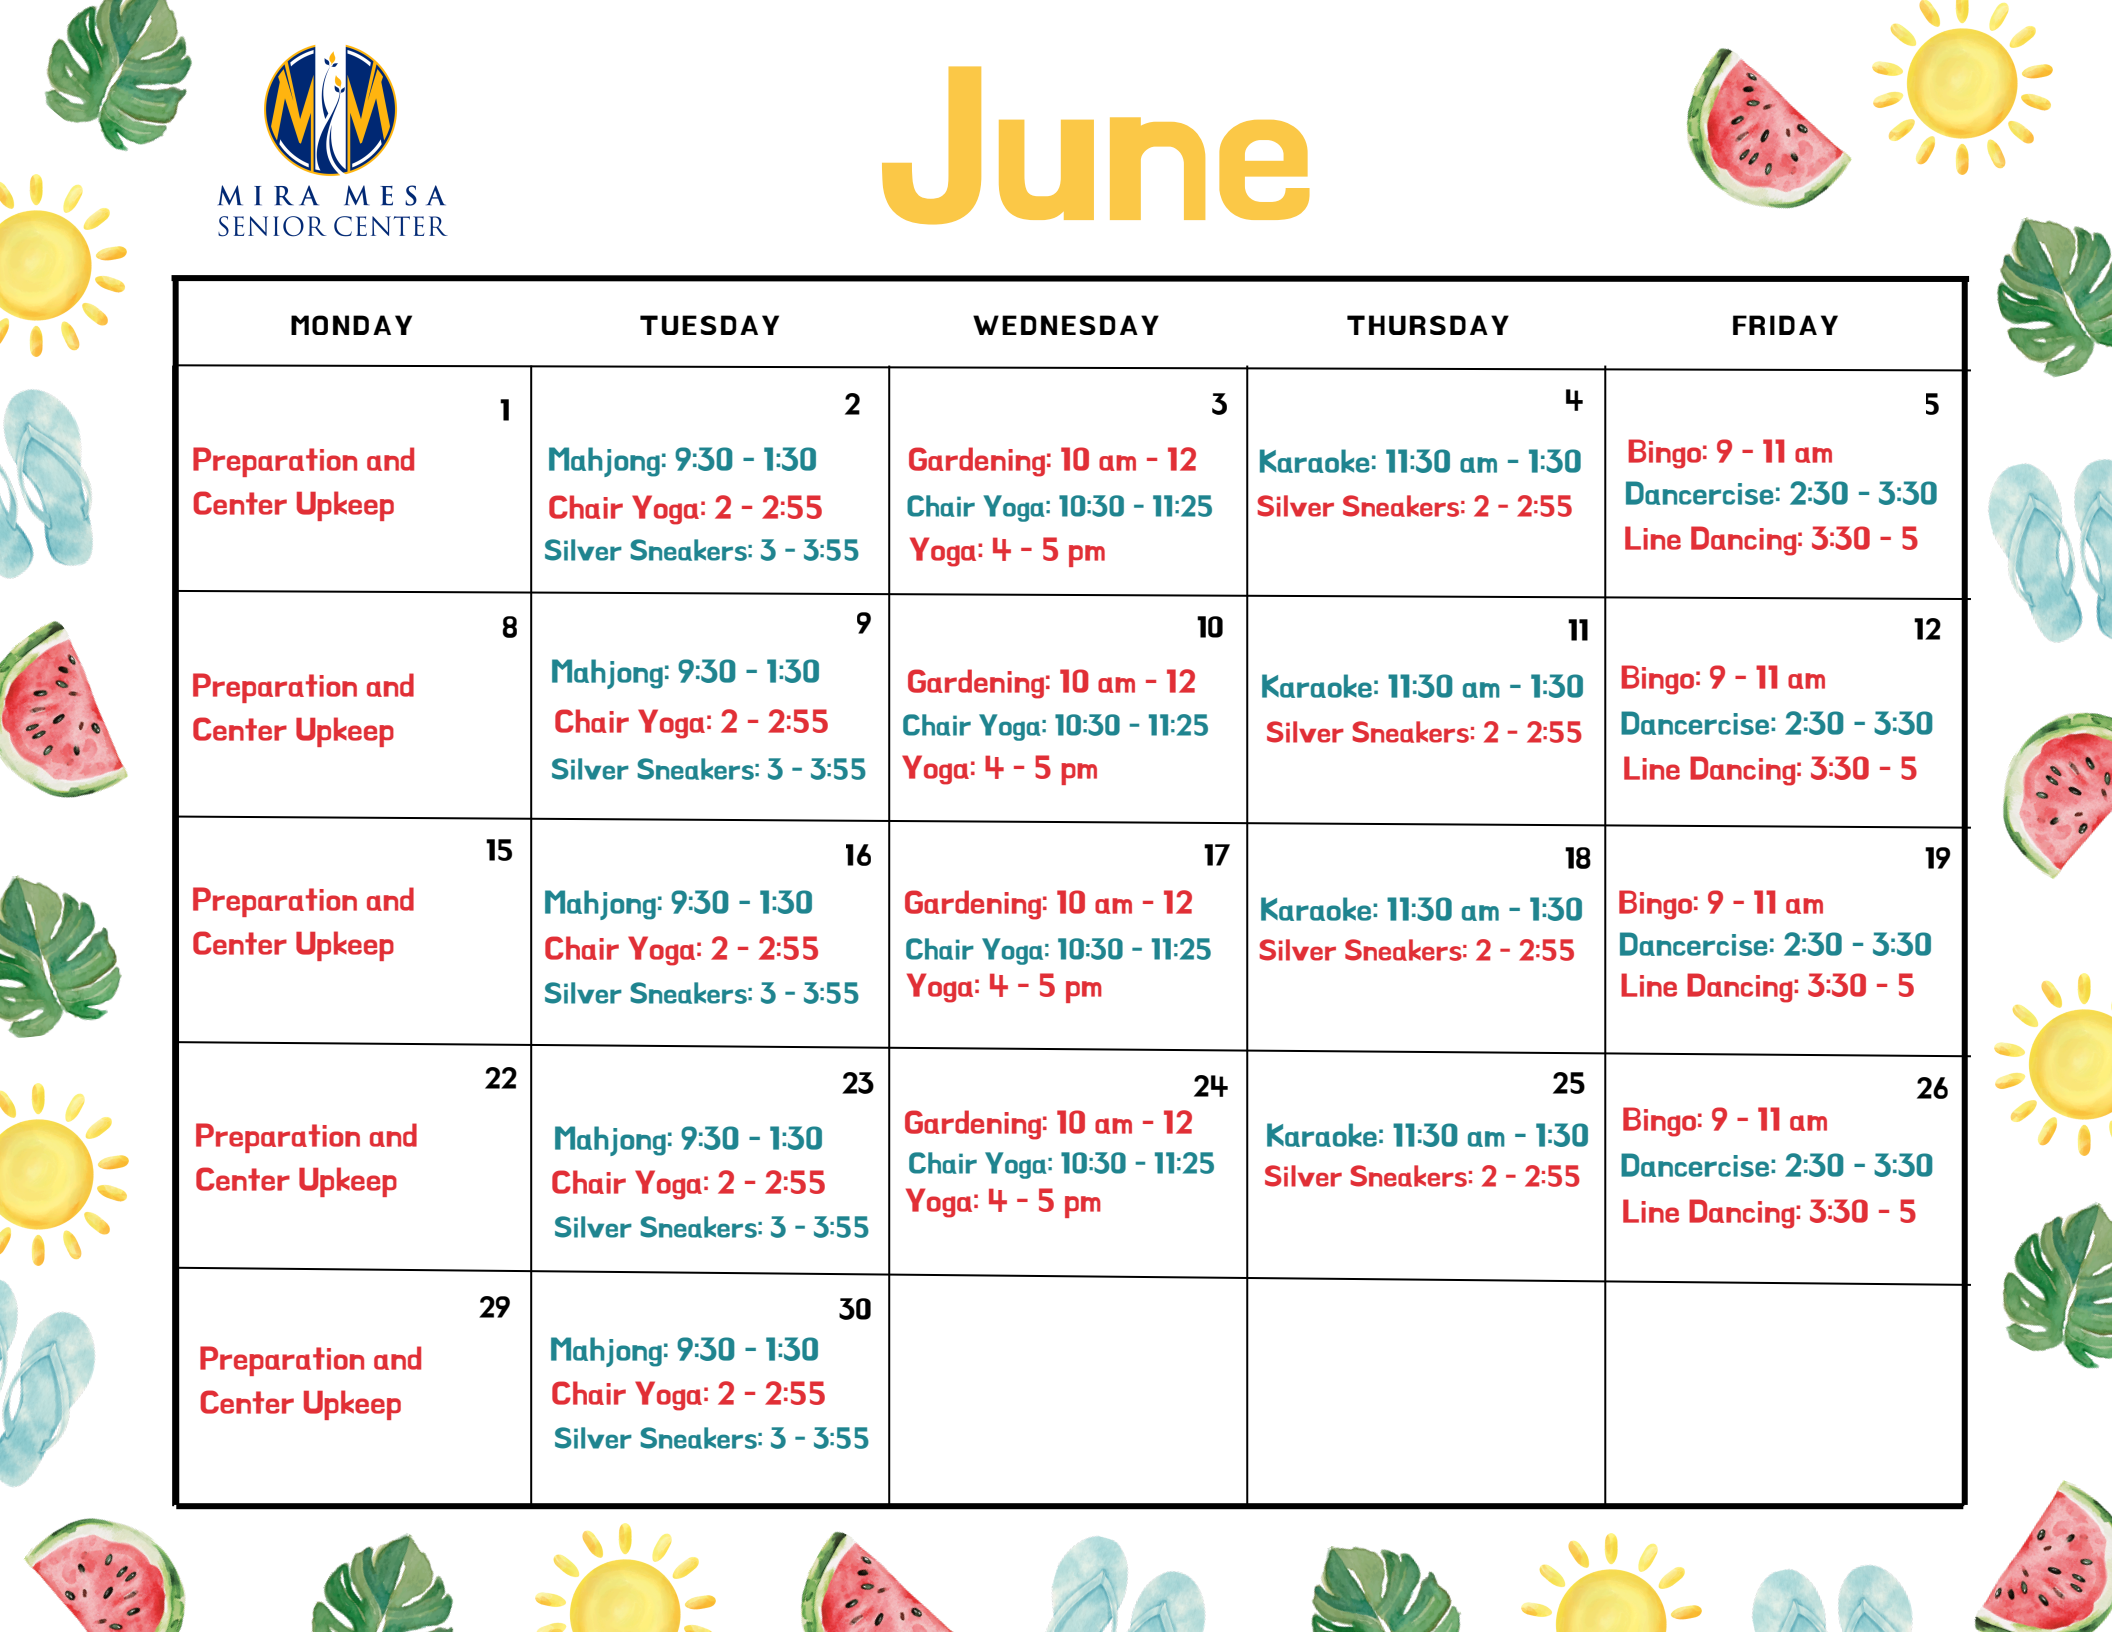 MIRA MESA
SENIOR CENTER
June
MONDAY
TUESDAY
WEDNESDAY
THURSDAY
FRIDAY
1
Preparation and
Center Upkeep
2
Mahjong: 9:30 - 1:30
Chair Yoga: 2 - 2:55
Silver Sneakers: 3 - 3:55
3
Gardening: 10 am - 12
Chair Yoga: 10:30 - 11:25
Yoga: 4 - 5 pm
4
Karaoke: 11:30 am - 1:30
Silver Sneakers: 2 - 2:55
5
Bingo: 9 - 11 am
Dancercise: 2:30 - 3:30
Line Dancing: 3:30 - 5
8
Preparation and
Center Upkeep
9
Mahjong: 9:30 - 1:30
Chair Yoga: 2 - 2:55
Silver Sneakers: 3 - 3:55
10
Gardening: 10 am - 12
Chair Yoga: 10:30 - 11:25
Yoga: 4 - 5 pm
11
Karaoke: 11:30 am - 1:30
Silver Sneakers: 2 - 2:55
12
Bingo: 9 - 11 am
Dancercise: 2:30 - 3:30
Line Dancing: 3:30 - 5
15
Preparation and
Center Upkeep
16
Mahjong: 9:30 - 1:30
Chair Yoga: 2 - 2:55
Silver Sneakers: 3 - 3:55
17
Gardening: 10 am - 12
Chair Yoga: 10:30 - 11:25
Yoga: 4 - 5 pm
18
Karaoke: 11:30 am - 1:30
Silver Sneakers: 2 - 2:55
19
Bingo: 9 - 11 am
Dancercise: 2:30 - 3:30
Line Dancing: 3:30 - 5
22
Preparation and
Center Upkeep
23
Mahjong: 9:30 - 1:30
Chair Yoga: 2 - 2:55
Silver Sneakers: 3 - 3:55
24
Gardening: 10 am - 12
Chair Yoga: 10:30 - 11:25
Yoga: 4 - 5 pm
25
Karaoke: 11:30 am - 1:30
Silver Sneakers: 2 - 2:55
26
Bingo: 9 - 11 am
Dancercise: 2:30 - 3:30
Line Dancing: 3:30 - 5
29
Preparation and
Center Upkeep
30
Mahjong: 9:30 - 1:30
Chair Yoga: 2 - 2:55
Silver Sneakers: 3 - 3:55